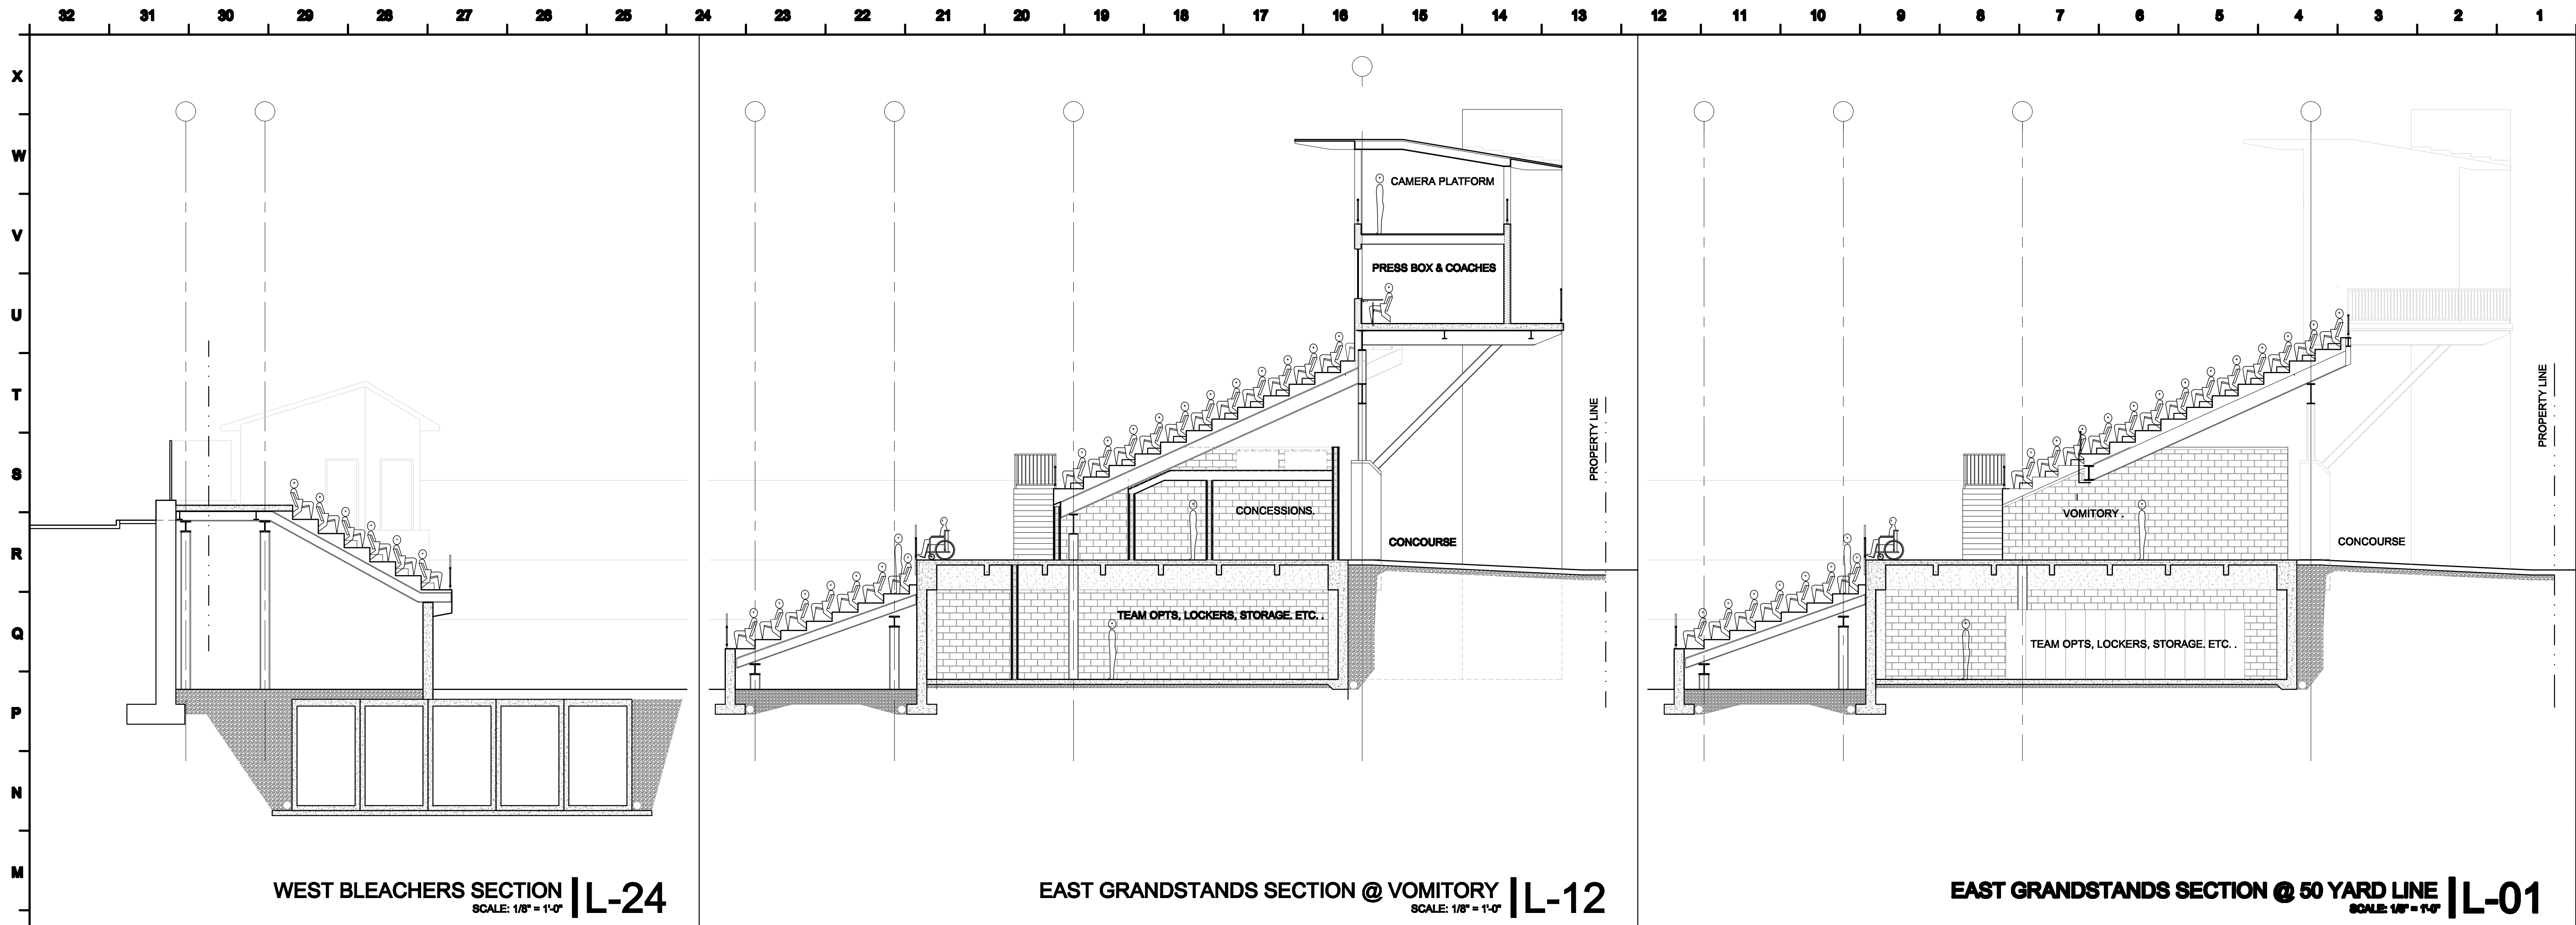 32 31 30 29 28 27 26 25 24 23 22 21 20 19 18 17 16 15 14 13 12 11 10 9 8 7 6 5 4 3 2 1
X
W
V
U
T
S
R
Q
P
N
M
CAMERA PLATFORM
PRESS BOX & COACHES
CONCESSIONS.
CONCOURSE
TEAM OPTS, LOCKERS, STORAGE. ETC. .
PROPERTY LINE
VOMITORY .
CONCOURSE
TEAM OPTS, LOCKERS, STORAGE. ETC. .
PROPERTY LINE
WEST BLEACHERS SECTION
SCALE: 1/8" = 1'-0"
L-24
EAST GRANDSTANDS SECTION @ VOMITORY
SCALE: 1/8" = 1'-0"
L-12
EAST GRANDSTANDS SECTION @ 50 YARD LINE
SCALE: 1/8" = 1'-0"
L-01